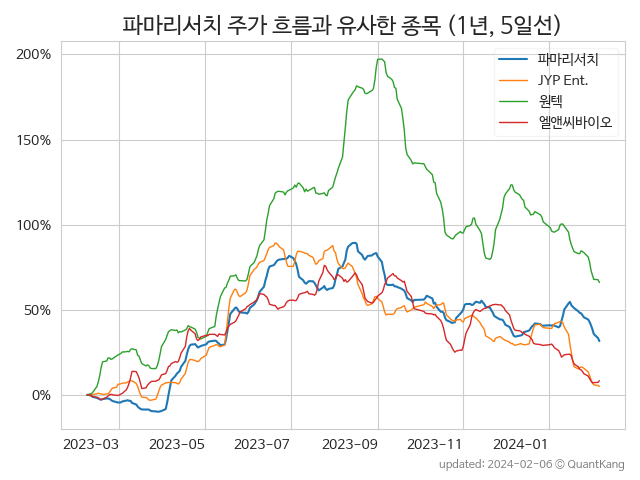 파마리서치 주가 흐름과 유사한 종목 (1년, 5일선)
200%
150%
100%
50%
0%
파마리서치
JYP Ent.
원텍
엘앤씨바이오
2023-03 2023-05 2023-07 2023-09 2023-11 2024-01
updated: 2024-02-06 © QuantKang